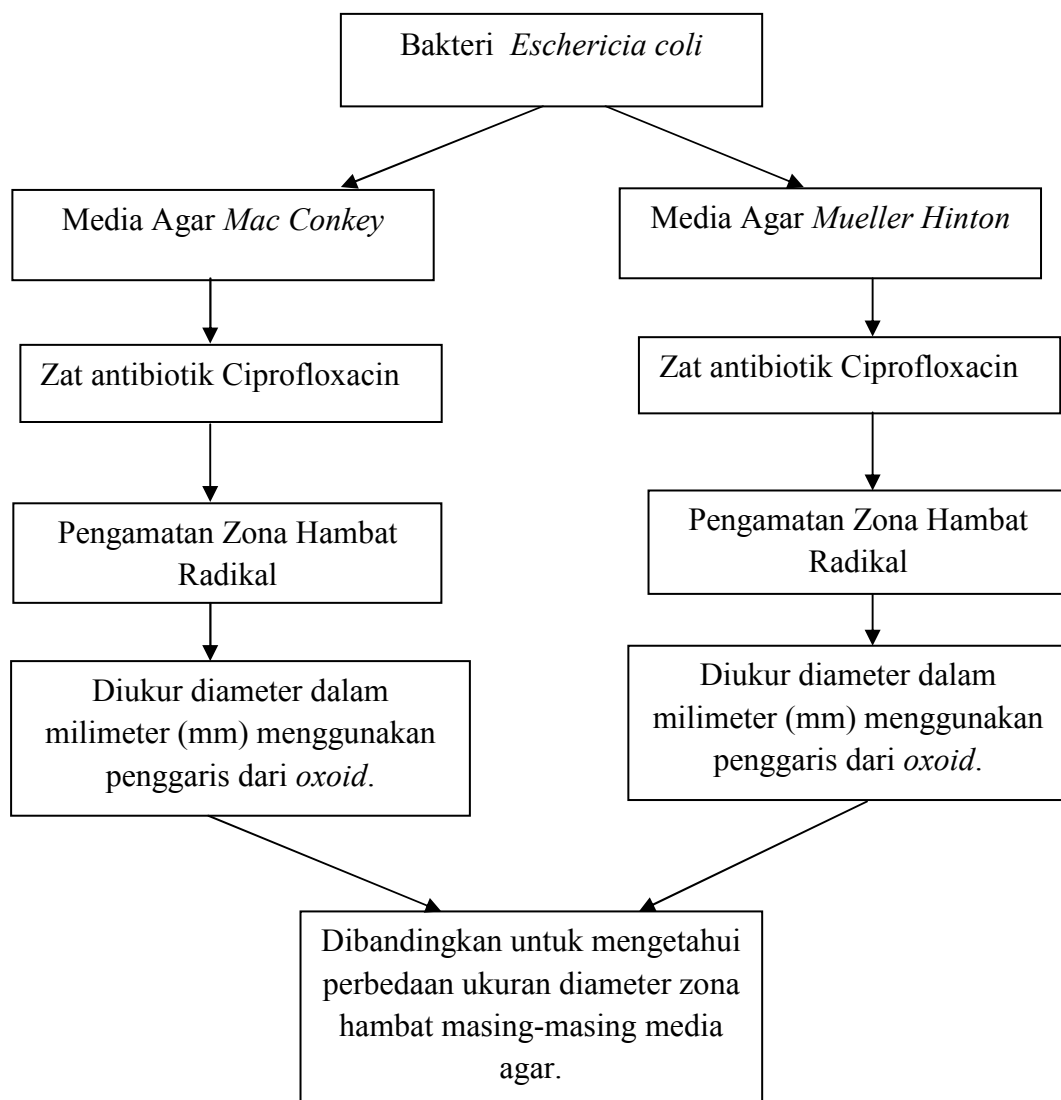 Bakteri Eschericia coli
Media Agar Mac Conkey
Media Agar Mueller Hinton
Zat antibiotik Ciprofloxacin
Zat antibiotik Ciprofloxacin
Pengamatan Zona Hambat
Radikal
Pengamatan Zona Hambat
Radikal
Diukur diameter dalam
milimeter (mm) menggunakan
penggaris dari oxoid.
Diukur diameter dalam
milimeter (mm) menggunakan
penggaris dari oxoid.
Dibandingkan untuk mengetahui
perbedaan ukuran diameter zona
hambat masing-masing media
agar.